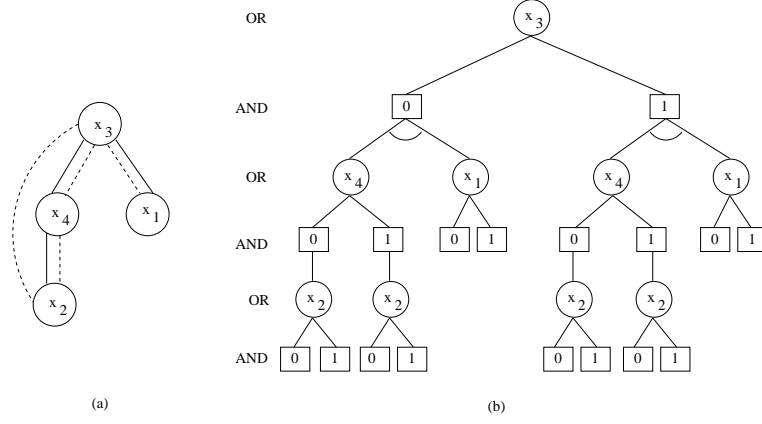 OR x3
AND 0 1
x3
OR x4 x1 x4 x1
x4 x1
AND 0 1 0 1 0 1 0 1
x2
OR x2 x2 x2 x2
AND 0 1 0 1 0 1 0 1
(a) (b)